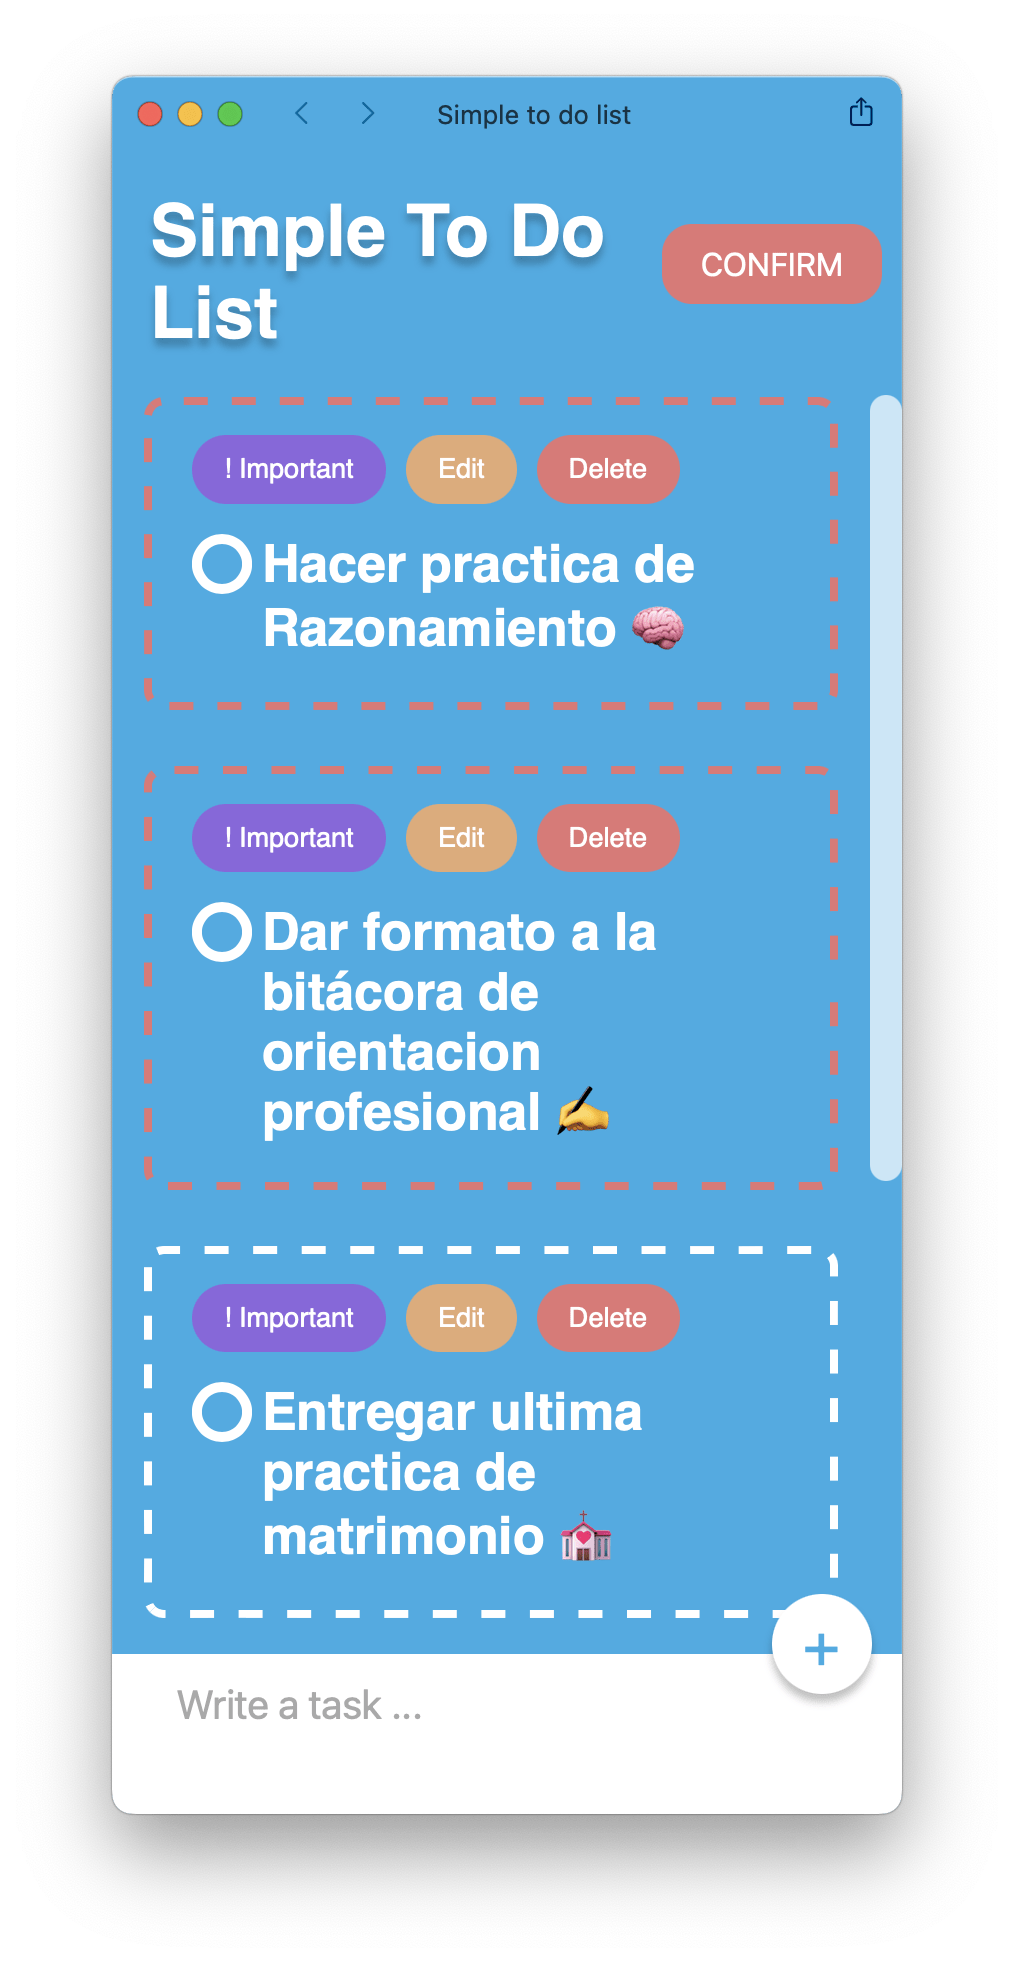 Simple to do list
Simple To Do
List
CONFIRM
! Important Edit Delete
Hacer practica de
Razonamiento 🧠
! Important Edit Delete
Dar formato a la
bitácora de
orientacion
profesional ✍️
! Important Edit Delete
Entregar ultima
practica de
matrimonio 💒
+
Write a task ...